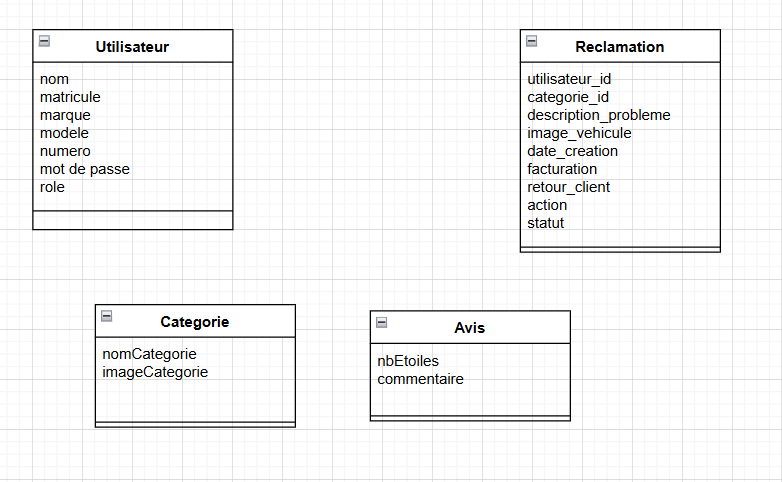 Utilisateur
nom
matricule
marque
modele
numero
mot de passe
role
Reclamation
utilisateur_id
categorie_id
description_probleme
image_vehicule
date_creation
facturation
retour_client
action
statut
Categorie
nomCategorie
imageCategorie
Avis
nbEtoiles
commentaire